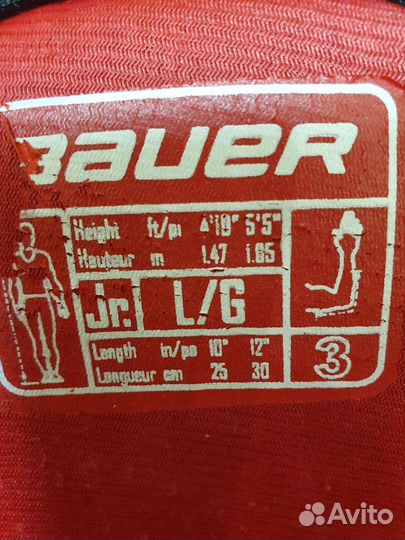 BAUER
Height ft/pi 4'10" 5'5"
Hauteur m 1.47 1.65
Jr. L/G
Length in/po 10" 12"
Longueur cm 25 30
3
Avito